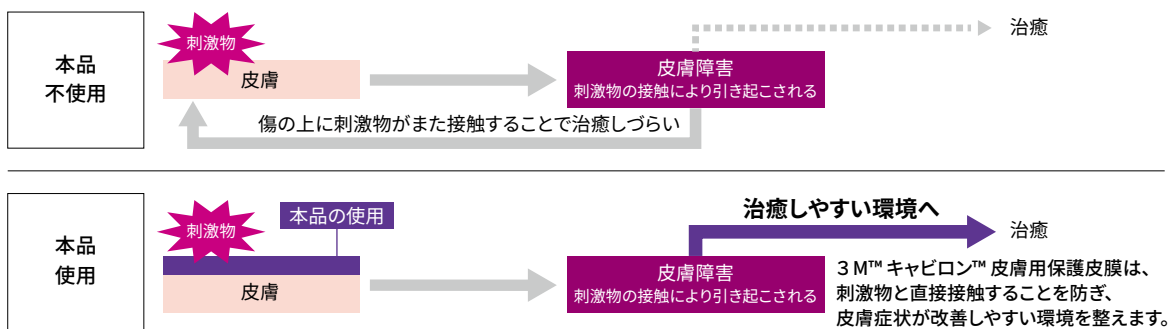 本品
不使用
刺激物
皮膚
皮膚障害
刺激物の接触により引き起こされる
治癒
傷の上に刺激物がまた接触することで治癒しづらい
本品
使用
刺激物
本品の使用
皮膚
皮膚障害
刺激物の接触により引き起こされる
治癒しやすい環境へ
治癒
3 M™ キャビロン™ 皮膚用保護皮膜は、
刺激物と直接接触することを防ぎ、
皮膚症状が改善しやすい環境を整えます。